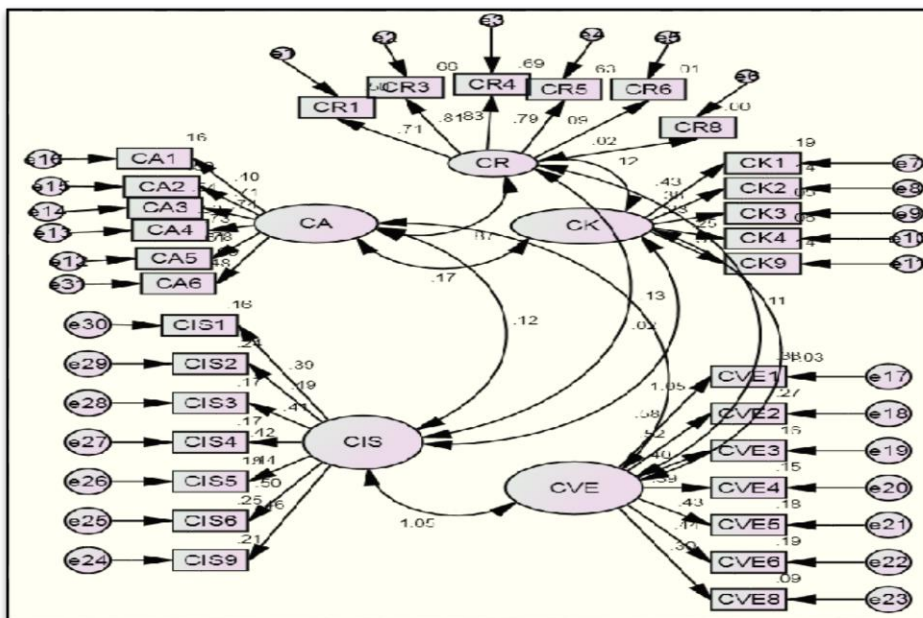 e3
e2
e4
e5
e1
.69
.63
.01
e6
CR4
CR3
CR5
CR6
.00
CR1
CR8
.81
.83
.79
.09
.71
.02
.12
CR
e16
CA1
.16
e15
CA2
e14
CA3
e13
CA4
e12
CA5
e31
CA6
.48
.40
.71
CA
CK
.43
.38
.25
.19
CK1
e7
CK2
e8
CK3
e9
CK4
e10
CK9
e11
.17
.13
.11
.12
.02
e30
CIS1
e29
CIS2
.17
e28
CIS3
.17
e27
CIS4
e26
CIS5
.25
e25
CIS6
.21
e24
CIS9
.39
.49
.41
.42
.50
CIS
1.05
CVE
1.05
.58
.40
.43
CVE1
e17
.27
CVE2
e18
.16
CVE3
e19
.15
CVE4
e20
.18
CVE5
e21
.19
CVE6
e22
.09
CVE8
e23